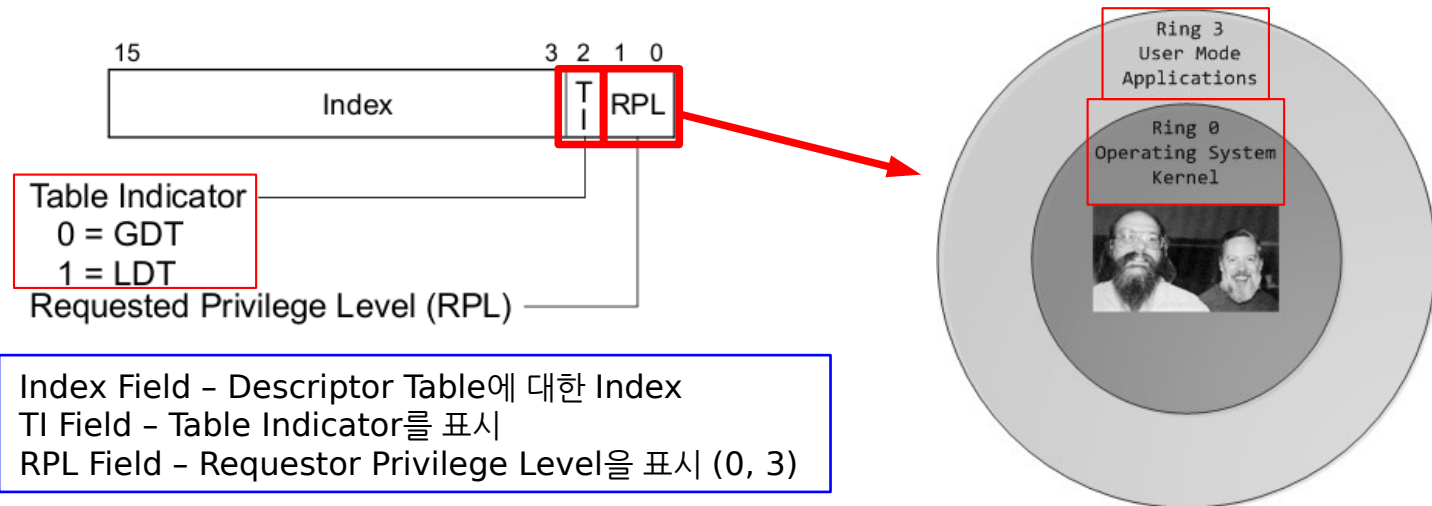 15 3 2 1 0
Index TI RPL
Table Indicator
0 = GDT
1 = LDT
Requested Privilege Level (RPL)
Index Field – Descriptor Table에 대한 Index
TI Field – Table Indicator를 표시
RPL Field – Requestor Privilege Level을 표시 (0, 3)
Ring 3
User Mode
Applications
Ring 0
Operating System
Kernel